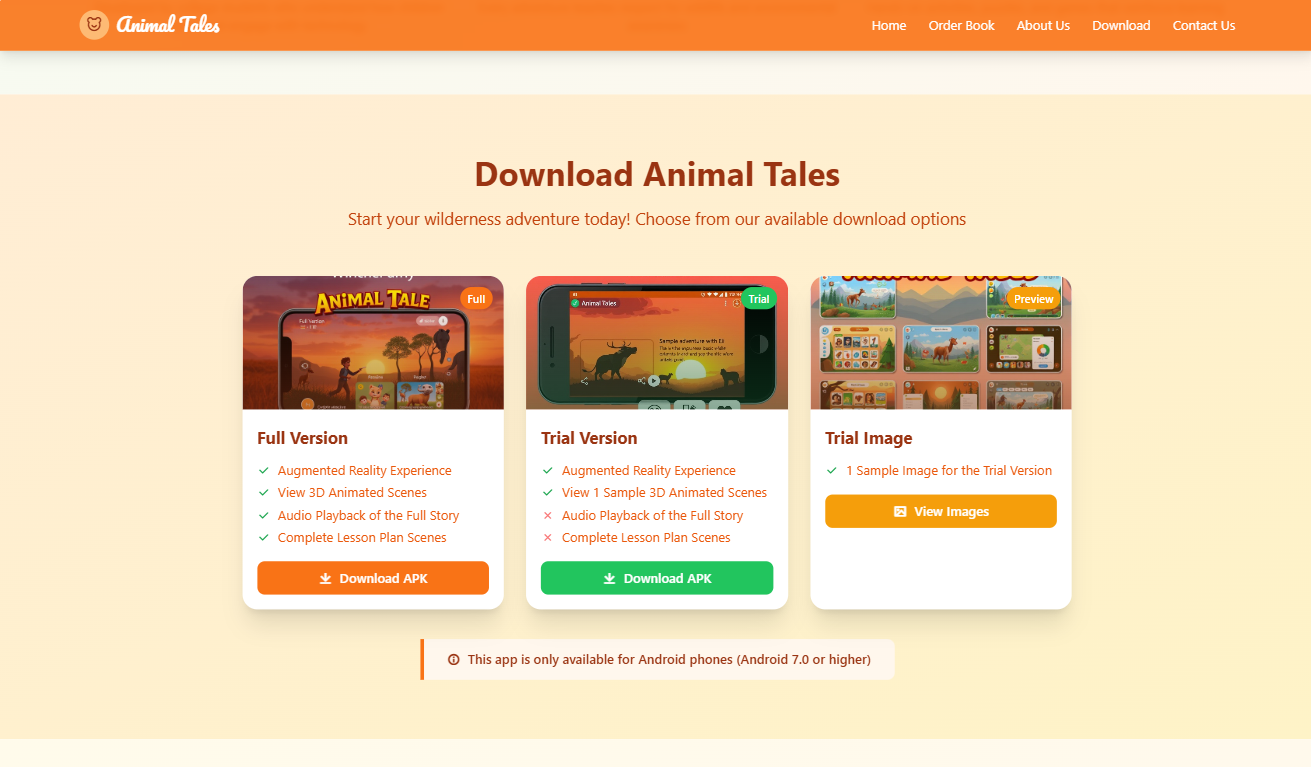 Animal Tales
Home Order Book About Us Download Contact Us
Download Animal Tales
Start your wilderness adventure today! Choose from our available download options
ANiMAL TALE
Full
Animal Tales
Sample adventure with Eli
Trial
Preview
Full Version
Augmented Reality Experience
View 3D Animated Scenes
Audio Playback of the Full Story
Complete Lesson Plan Scenes
Download APK
Trial Version
Augmented Reality Experience
View 1 Sample 3D Animated Scenes
Audio Playback of the Full Story
Complete Lesson Plan Scenes
Download APK
Trial Image
1 Sample Image for the Trial Version
View Images
This app is only available for Android phones (Android 7.0 or higher)